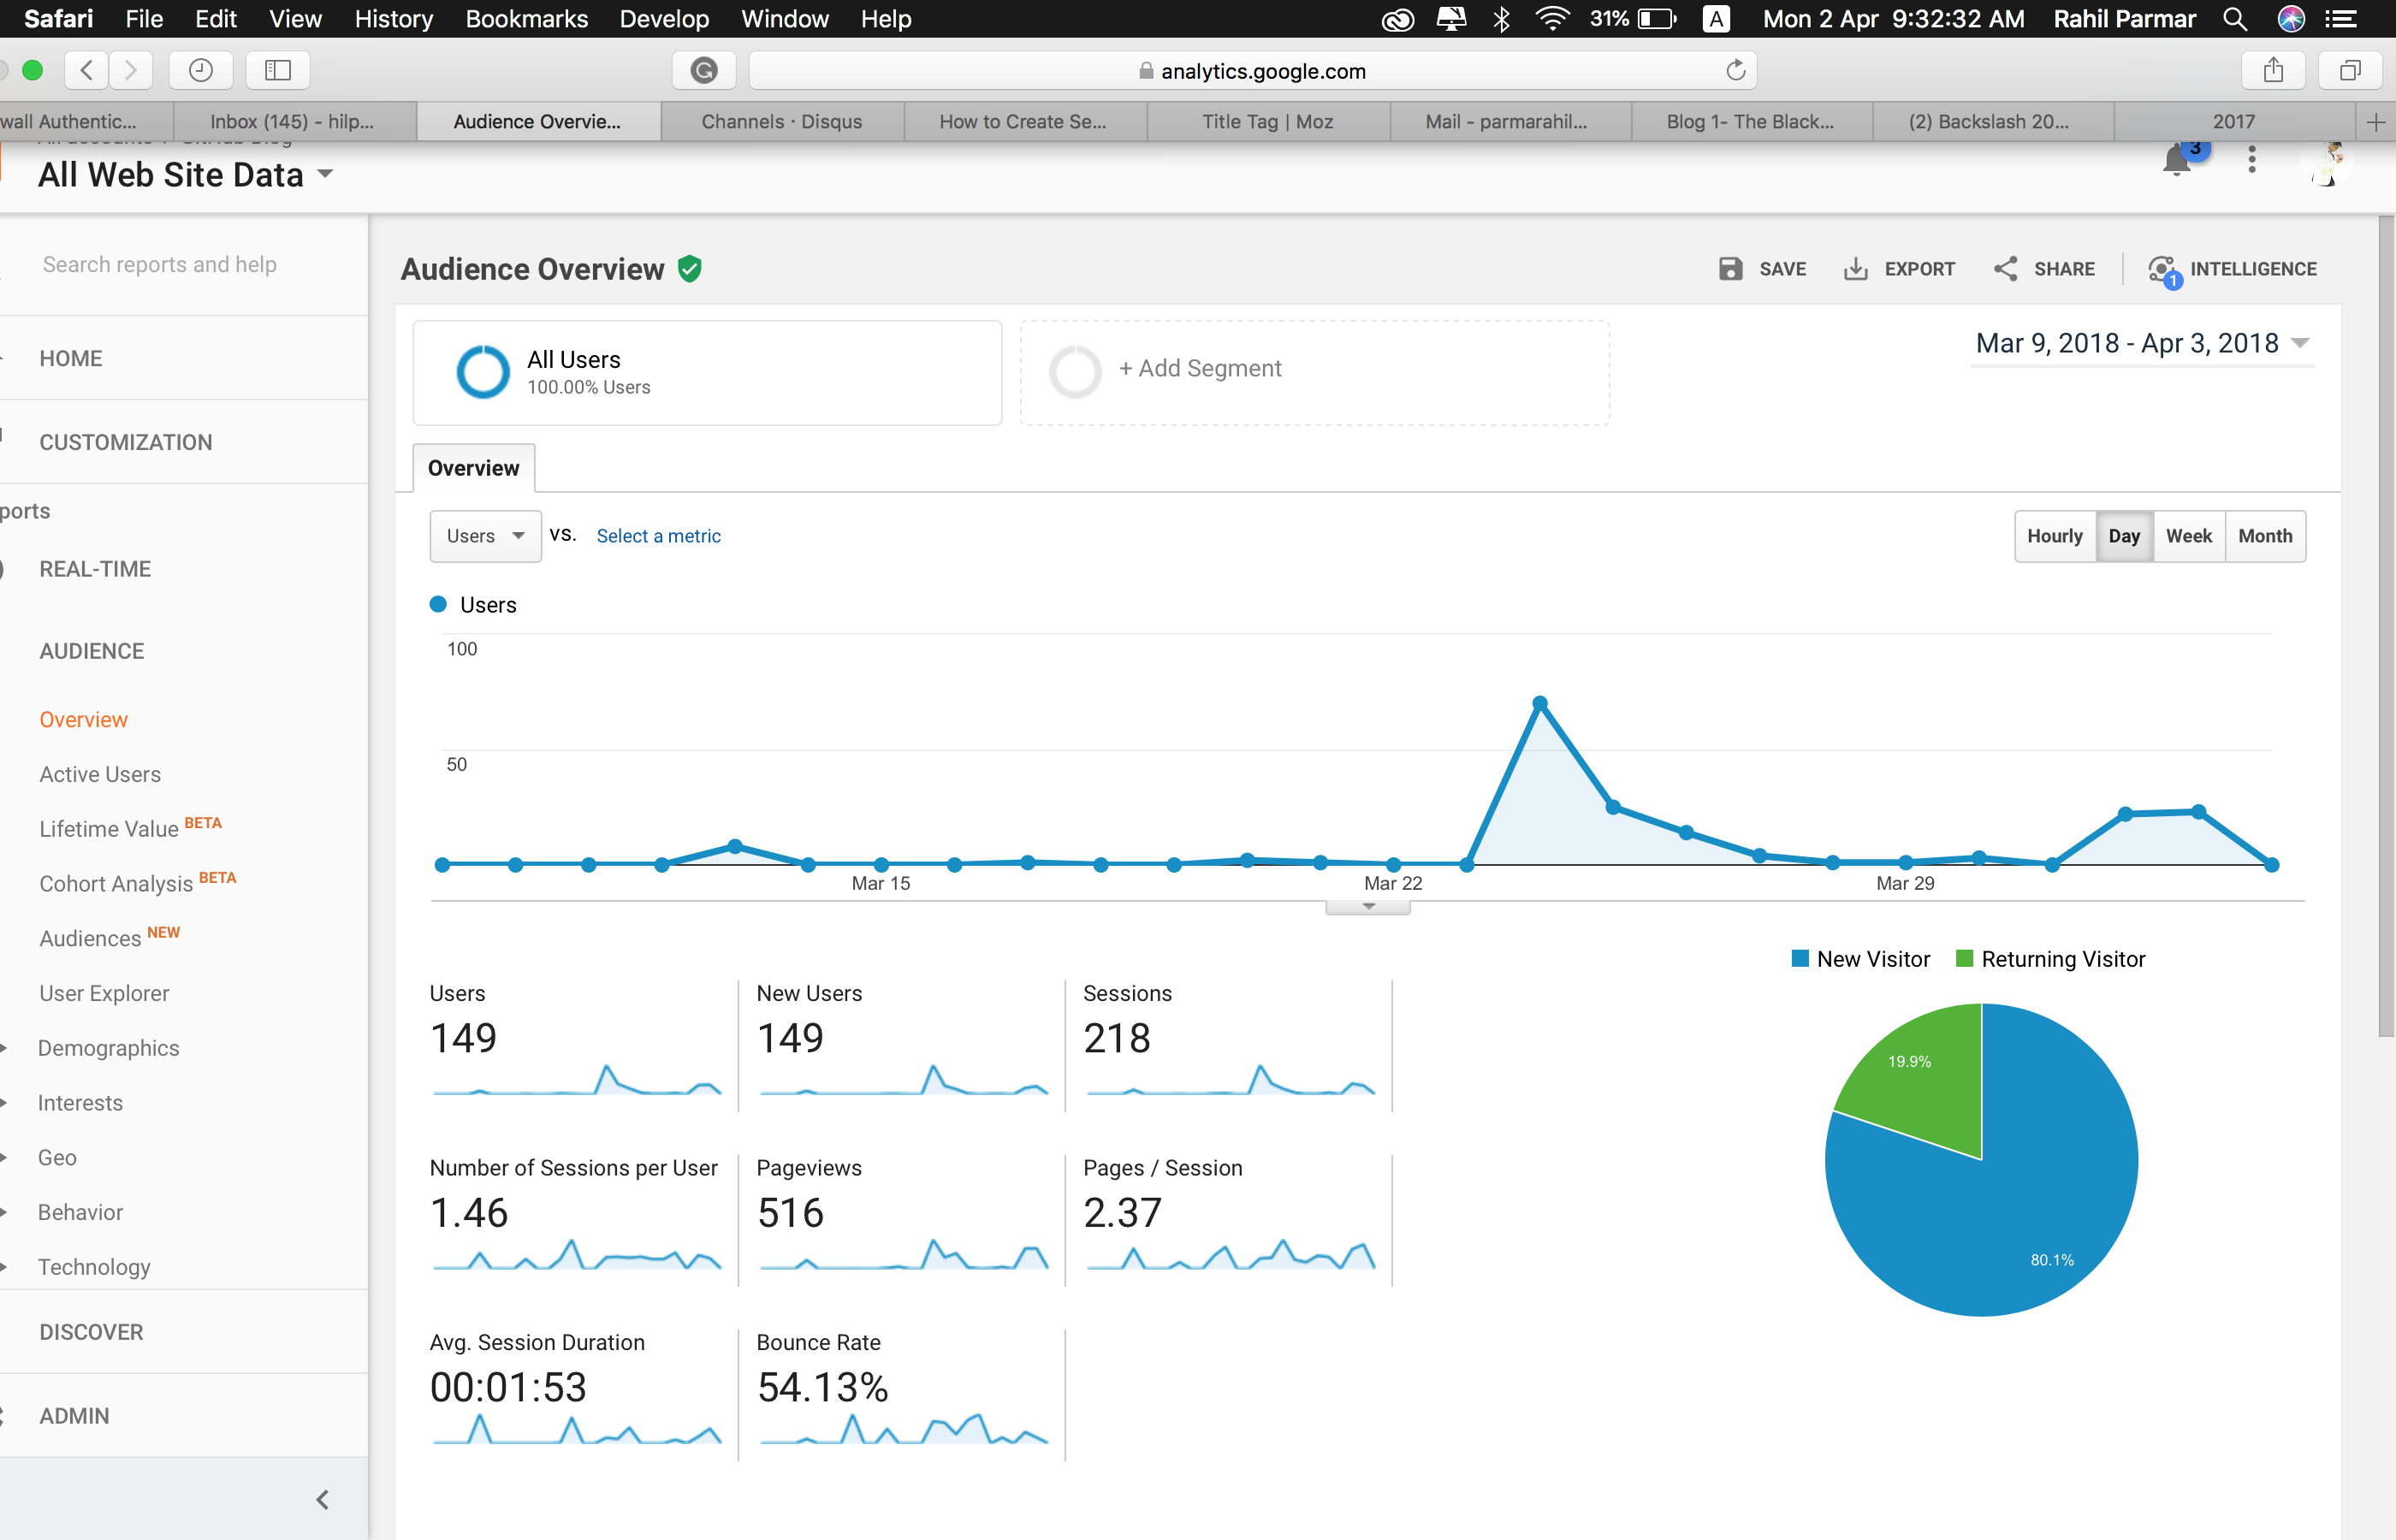 Safari File Edit View History Bookmarks Develop Window Help 31% A Mon 2 Apr 9:32:32 AM Rahil Parmar
analytics.google.com
wall Authentic... Inbox (145) - hilp... Audience Overvie... Channels · Disqus How to Create Se... Title Tag | Moz Mail - parmarahil... Blog 1- The Black... (2) Backslash 20... 2017
All Web Site Data
3
Search reports and help
HOME
CUSTOMIZATION
ports
REAL-TIME
AUDIENCE
Overview
Active Users
Lifetime Value BETA
Cohort Analysis BETA
Audiences NEW
User Explorer
Demographics
Interests
Geo
Behavior
Technology
DISCOVER
ADMIN
Audience Overview
SAVE EXPORT SHARE 1 INTELLIGENCE
All Users
100.00% Users
+ Add Segment
Mar 9, 2018 - Apr 3, 2018
Overview
Users vs. Select a metric
Hourly Day Week Month
Users
100
50
Mar 15 Mar 22 Mar 29
New Visitor Returning Visitor
19.9%
80.1%
Users
149
New Users
149
Sessions
218
Number of Sessions per User
1.46
Pageviews
516
Pages / Session
2.37
Avg. Session Duration
00:01:53
Bounce Rate
54.13%